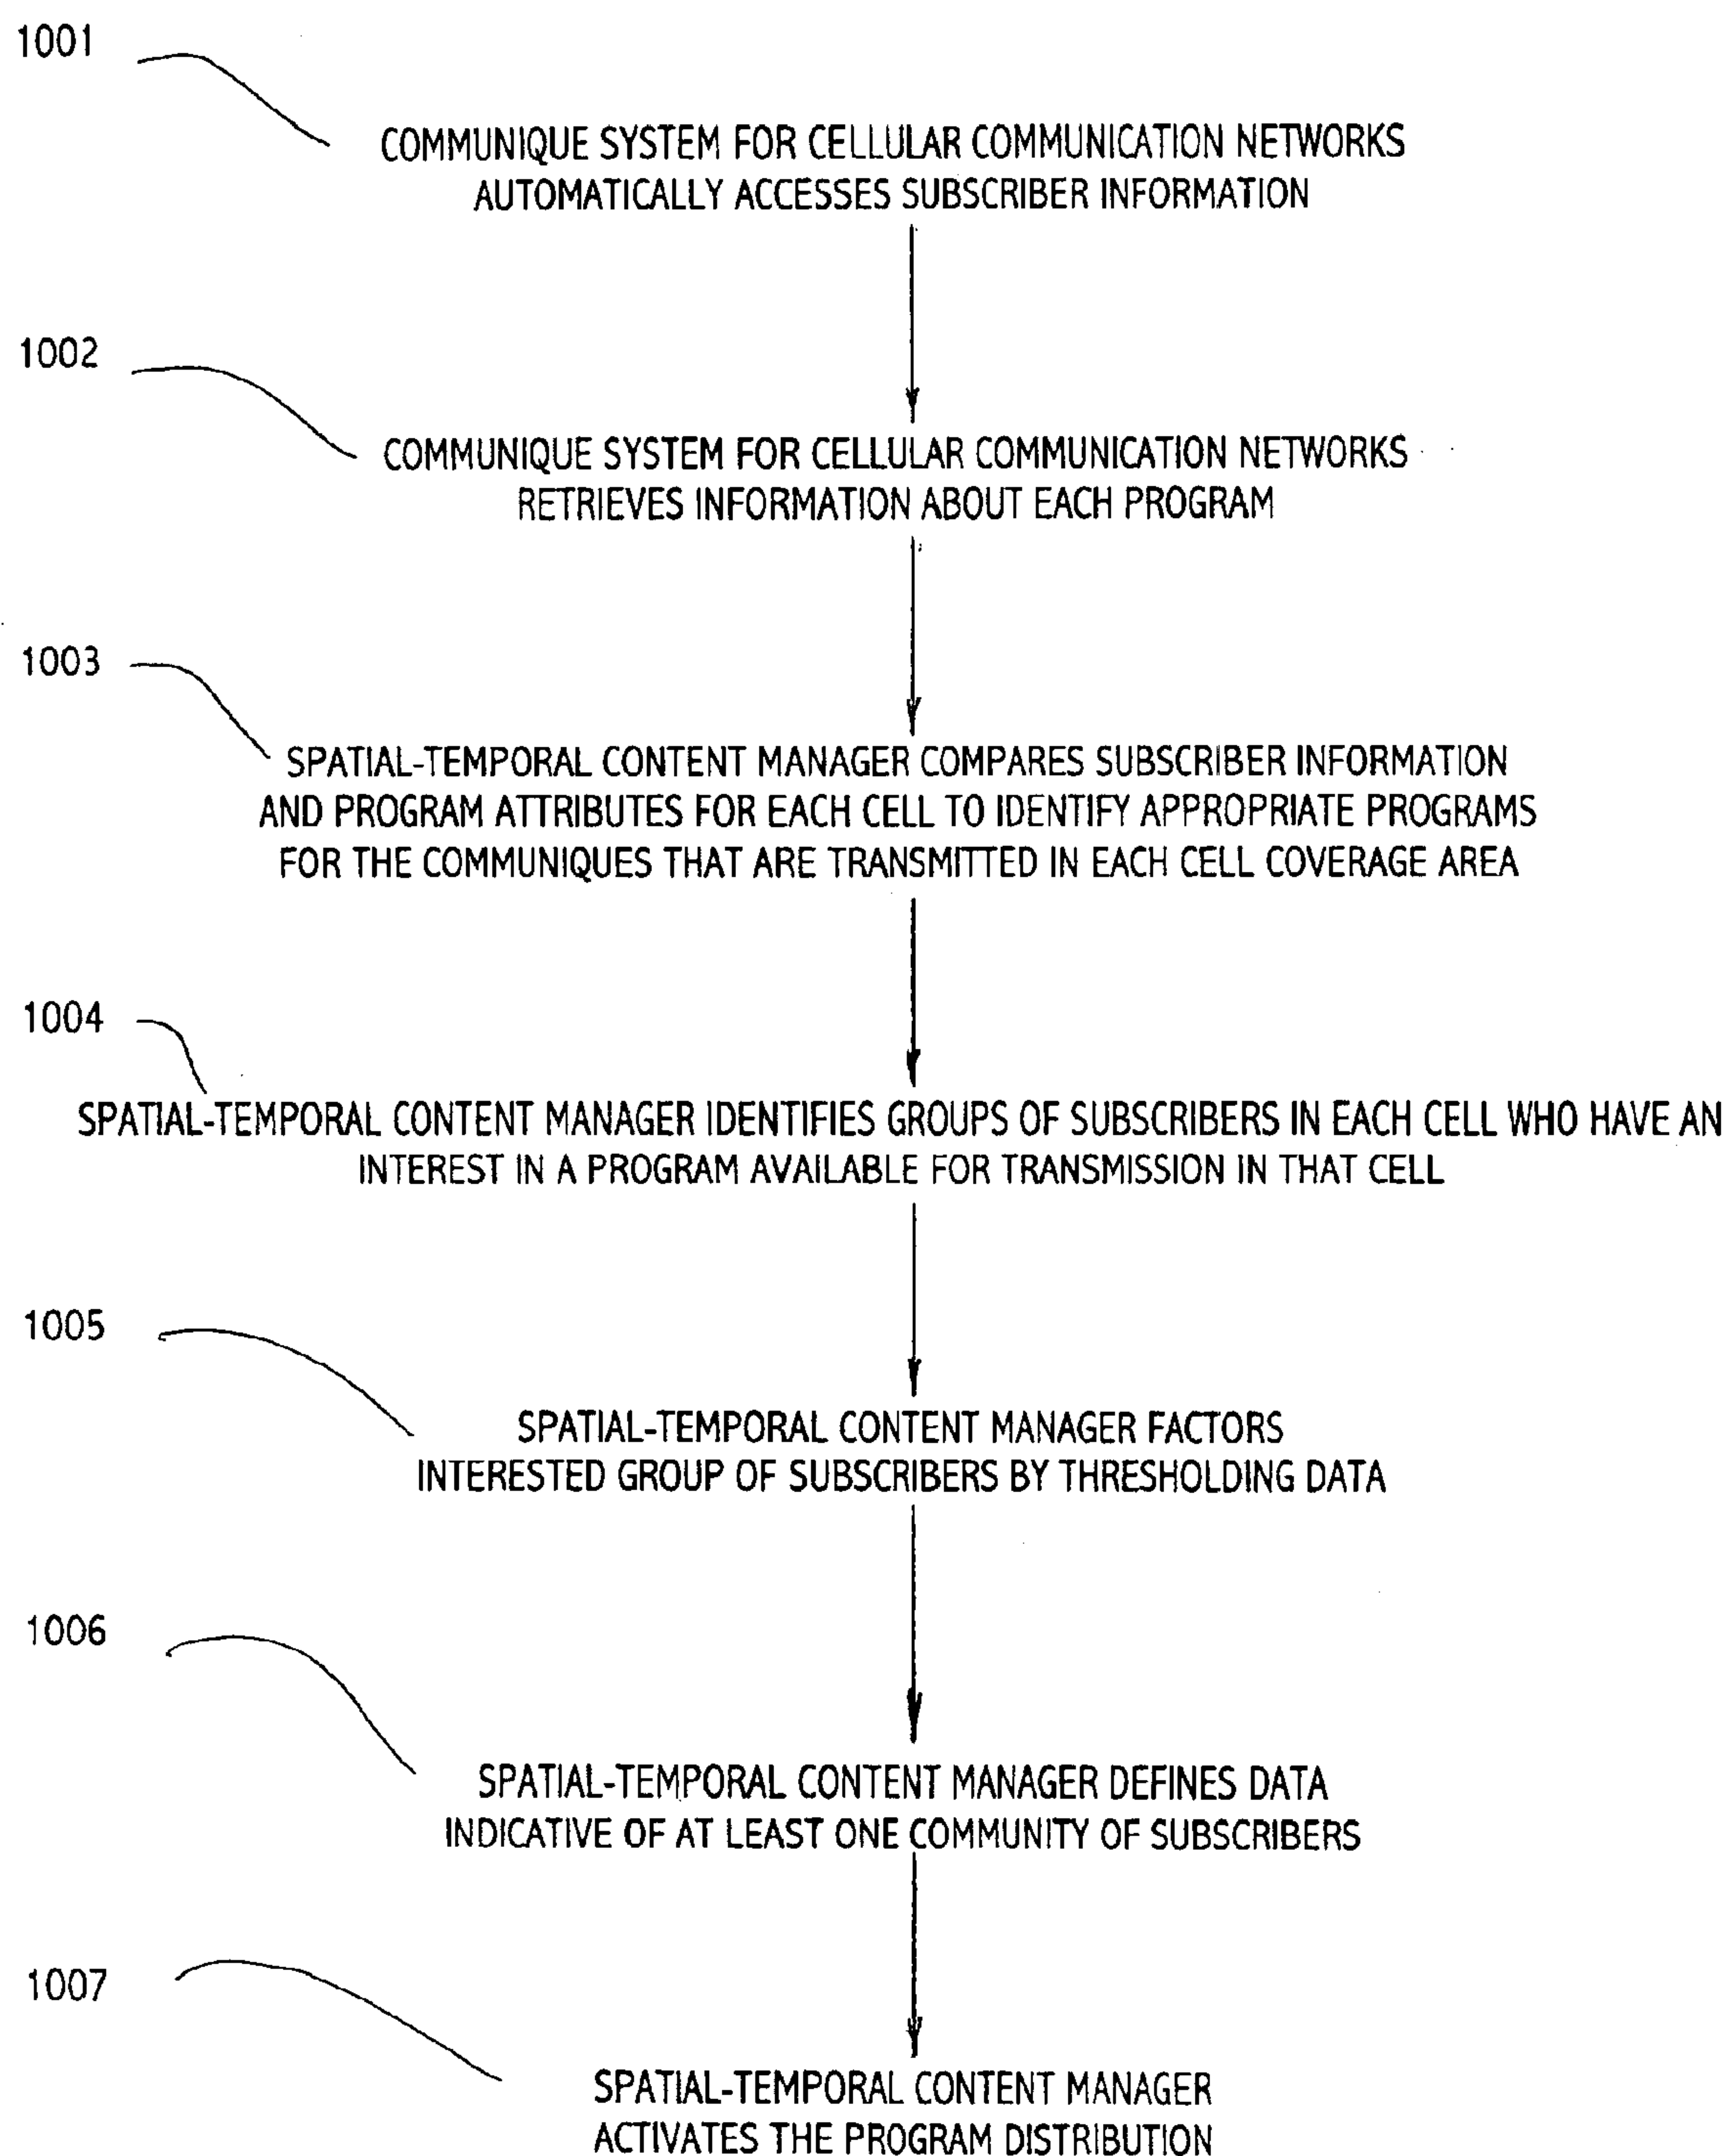 1001
COMMUNIQUE SYSTEM FOR CELLULAR COMMUNICATION NETWORKS
AUTOMATICALLY ACCESSES SUBSCRIBER INFORMATION
1002
COMMUNIQUE SYSTEM FOR CELLULAR COMMUNICATION NETWORKS
RETRIEVES INFORMATION ABOUT EACH PROGRAM
1003
SPATIAL-TEMPORAL CONTENT MANAGER COMPARES SUBSCRIBER INFORMATION
AND PROGRAM ATTRIBUTES FOR EACH CELL TO IDENTIFY APPROPRIATE PROGRAMS
FOR THE COMMUNIQUES THAT ARE TRANSMITTED IN EACH CELL COVERAGE AREA
1004
SPATIAL-TEMPORAL CONTENT MANAGER IDENTIFIES GROUPS OF SUBSCRIBERS IN EACH CELL WHO HAVE AN
INTEREST IN A PROGRAM AVAILABLE FOR TRANSMISSION IN THAT CELL
1005
SPATIAL-TEMPORAL CONTENT MANAGER FACTORS
INTERESTED GROUP OF SUBSCRIBERS BY THRESHOLDING DATA
1006
SPATIAL-TEMPORAL CONTENT MANAGER DEFINES DATA
INDICATIVE OF AT LEAST ONE COMMUNITY OF SUBSCRIBERS
1007
SPATIAL-TEMPORAL CONTENT MANAGER
ACTIVATES THE PROGRAM DISTRIBUTION